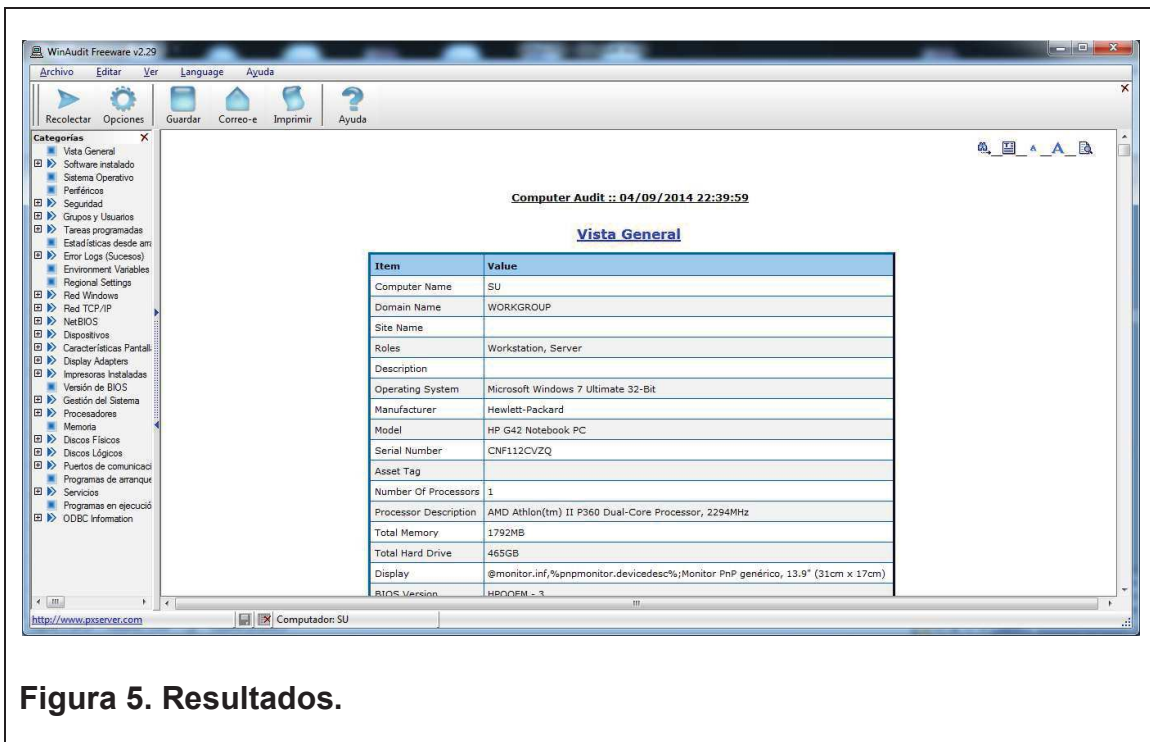 WinAudit Freeware v2.29
Archivo Editar Ver Language Ayuda
Recolectar Opciones Guardar Correo-e Imprimir Ayuda
Categorías
Vista General
Software instalado
Sistema Operativo
Periféricos
Seguridad
Grupos y Usuarios
Tareas programadas
Estadísticas desde arra
Error Logs (Sucesos)
Environment Variables
Regional Settings
Red Windows
Red TCP/IP
NetBIOS
Dispositivos
Características Pantall
Display Adapters
Impresoras Instaladas
Versión de BIOS
Gestión del Sistema
Procesadores
Memoria
Discos Físicos
Discos Lógicos
Puertos de comunicaci
Programas de arranque
Servicios
Programas en ejecució
ODBC Information
A A
Computer Audit :: 04/09/2014 22:39:59
Vista General
Item Value
Computer Name SU
Domain Name WORKGROUP
Site Name
Roles Workstation, Server
Description
Operating System Microsoft Windows 7 Ultimate 32-Bit
Manufacturer Hewlett-Packard
Model HP G42 Notebook PC
Serial Number CNF112CVZQ
Asset Tag
Number Of Processors 1
Processor Description AMD Athlon(tm) II P360 Dual-Core Processor, 2294MHz
Total Memory 1792MB
Total Hard Drive 465GB
Display @monitor.inf,%pnpmonitor.devicedesc%;Monitor PnP genérico, 13.9" (31cm x 17cm)
BIOS Version HPQOEM - 3
http://www.pxserver.com Computador: SU
Figura 5. Resultados.